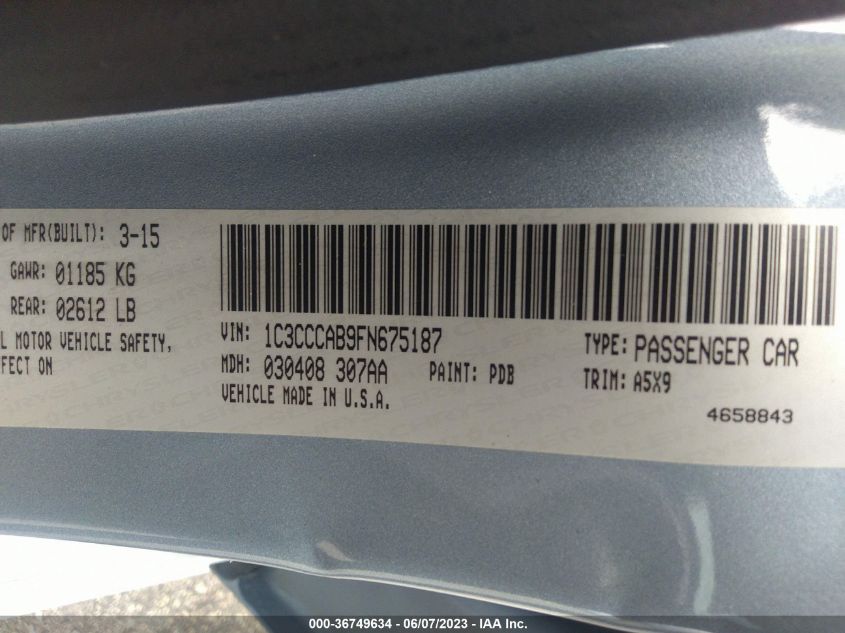 OF MFR(BUILT): 3-15
GAWR: 01185 KG
REAR: 02612 LB
L MOTOR VEHICLE SAFETY,
FECT ON
VIN: 1C3CCCAB9FN675187
MDH: 030408 307AA PAINT: PDB
VEHICLE MADE IN U.S.A.
TYPE: PASSENGER CAR
TRIM: A5X9
4658843
000-36749634 - 06/07/2023 - IAA Inc.